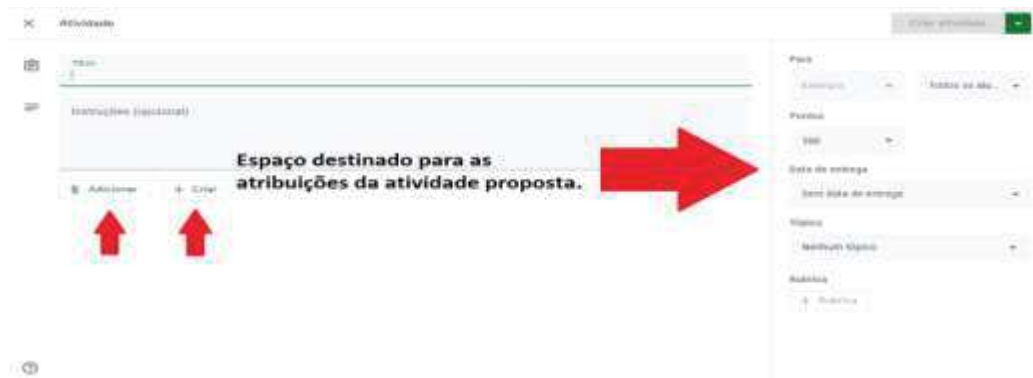 Atividade
Criar atividade
Título
Instruções (opcional)
Espaço destinado para as
atribuições da atividade proposta.
Adicionar
+ Criar
Para
Todos os alu...
Pontos
100
Data de entrega
Sem data de entrega
Tópico
Nenhum tópico
Rubrica
+ Rubrica